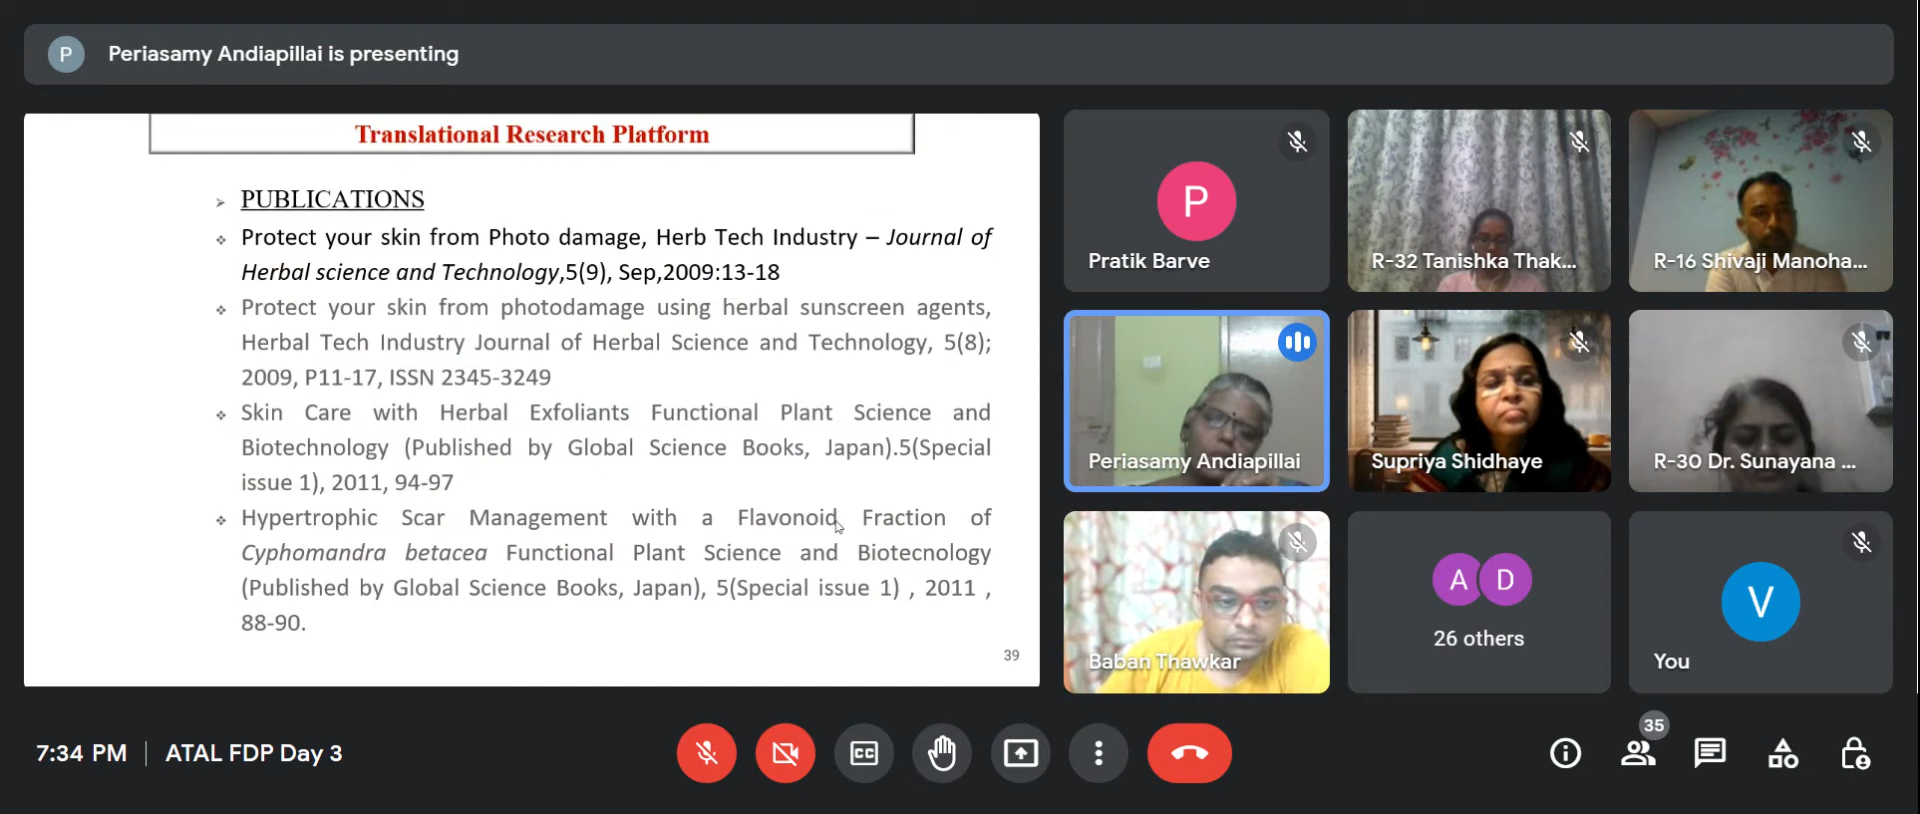 P
Periasamy Andiapillai is presenting
Translational Research Platform
PUBLICATIONS
Protect your skin from Photo damage, Herb Tech Industry – Journal of
Herbal science and Technology,5(9), Sep,2009:13-18
Protect your skin from photodamage using herbal sunscreen agents,
Herbal Tech Industry Journal of Herbal Science and Technology, 5(8);
2009, P11-17, ISSN 2345-3249
Skin Care with Herbal Exfoliants Functional Plant Science and
Biotechnology (Published by Global Science Books, Japan).5(Special
issue 1), 2011, 94-97
Hypertrophic Scar Management with a Flavonoid Fraction of
Cyphomandra betacea Functional Plant Science and Biotecnology
(Published by Global Science Books, Japan), 5(Special issue 1) , 2011 ,
88-90.
39
P
Pratik Barve
R-32 Tanishka Thak...
R-16 Shivaji Manoha...
Periasamy Andiapillai
Supriya Shidhaye
R-30 Dr. Sunayana ...
Baban Thawkar
A D
26 others
V
You
7:34 PM | ATAL FDP Day 3
CC
35